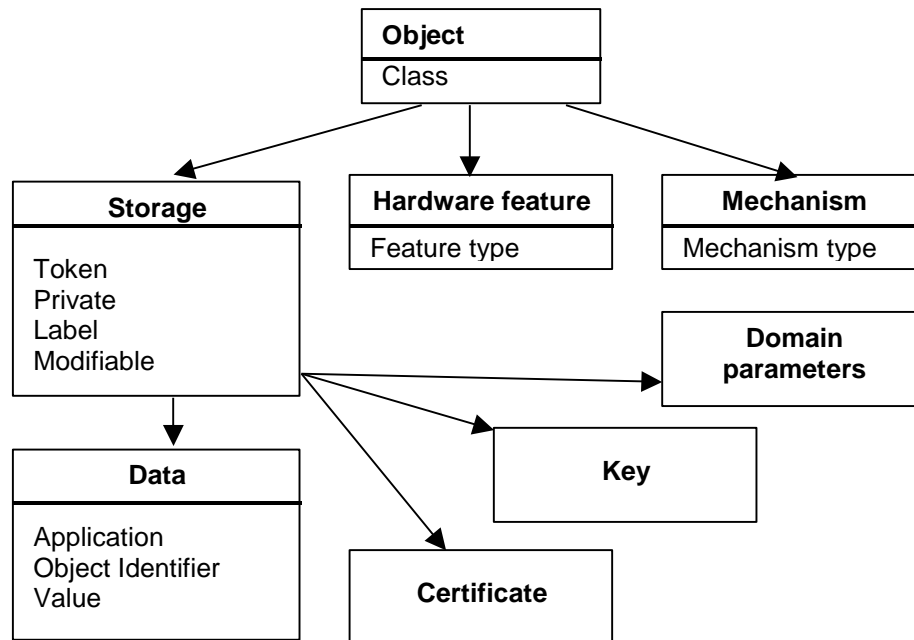 Object
Class
Storage
Token
Private
Label
Modifiable
Hardware feature
Feature type
Mechanism
Mechanism type
Domain
parameters
Key
Data
Application
Object Identifier
Value
Certificate